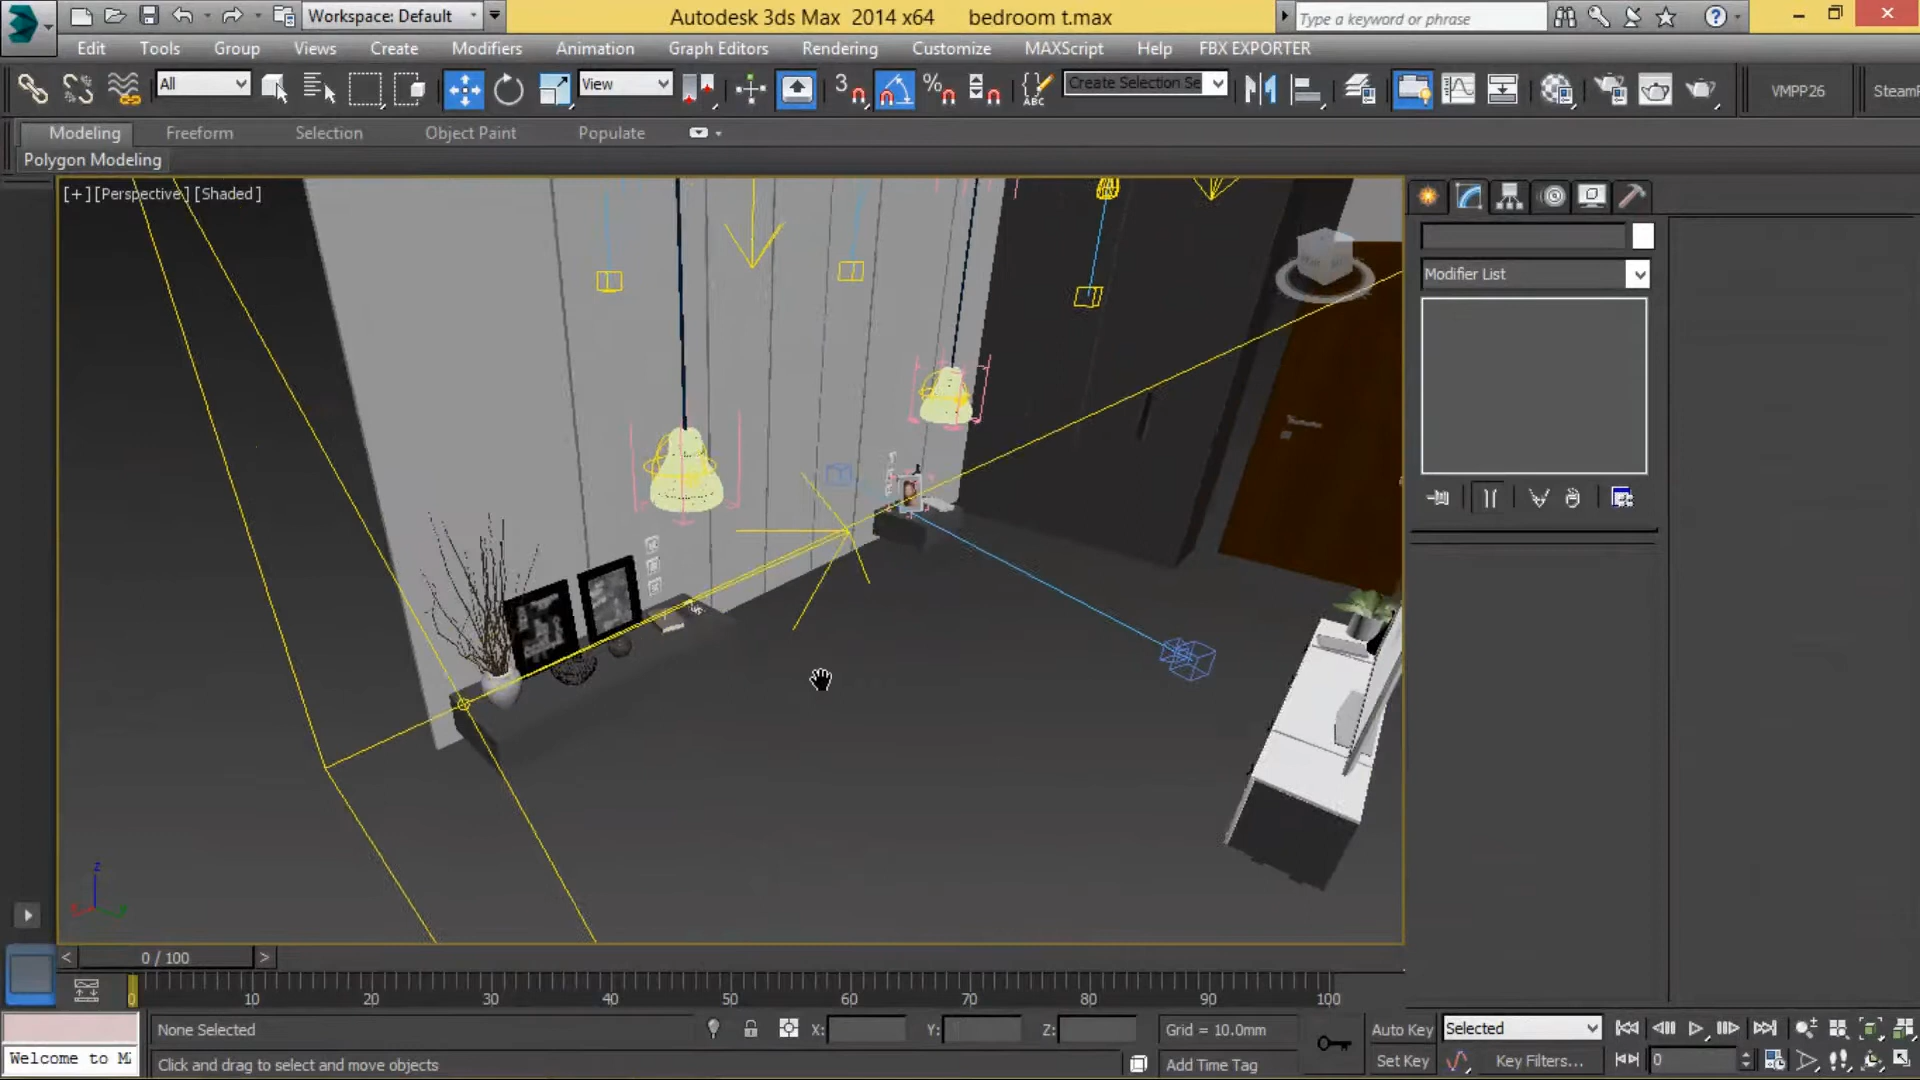 Workspace: Default
Autodesk 3ds Max 2014 x64 bedroom t.max
Type a keyword or phrase
Edit Tools Group Views Create Modifiers Animation Graph Editors Rendering Customize MAXScript Help FBX EXPORTER
All View 3 % ABC Create Selection Se VMPP26
Modeling Freeform Selection Object Paint Populate
Polygon Modeling
[+] [Perspective] [Shaded]
Modifier List
z
< 0 / 100 >
0 10 20 30 40 50 60 70 80 90 100
None Selected X: Y: Z: Grid = 10.0mm Auto Key Selected
Welcome to Click and drag to select and move objects Add Time Tag Set Key Key Filters... 0